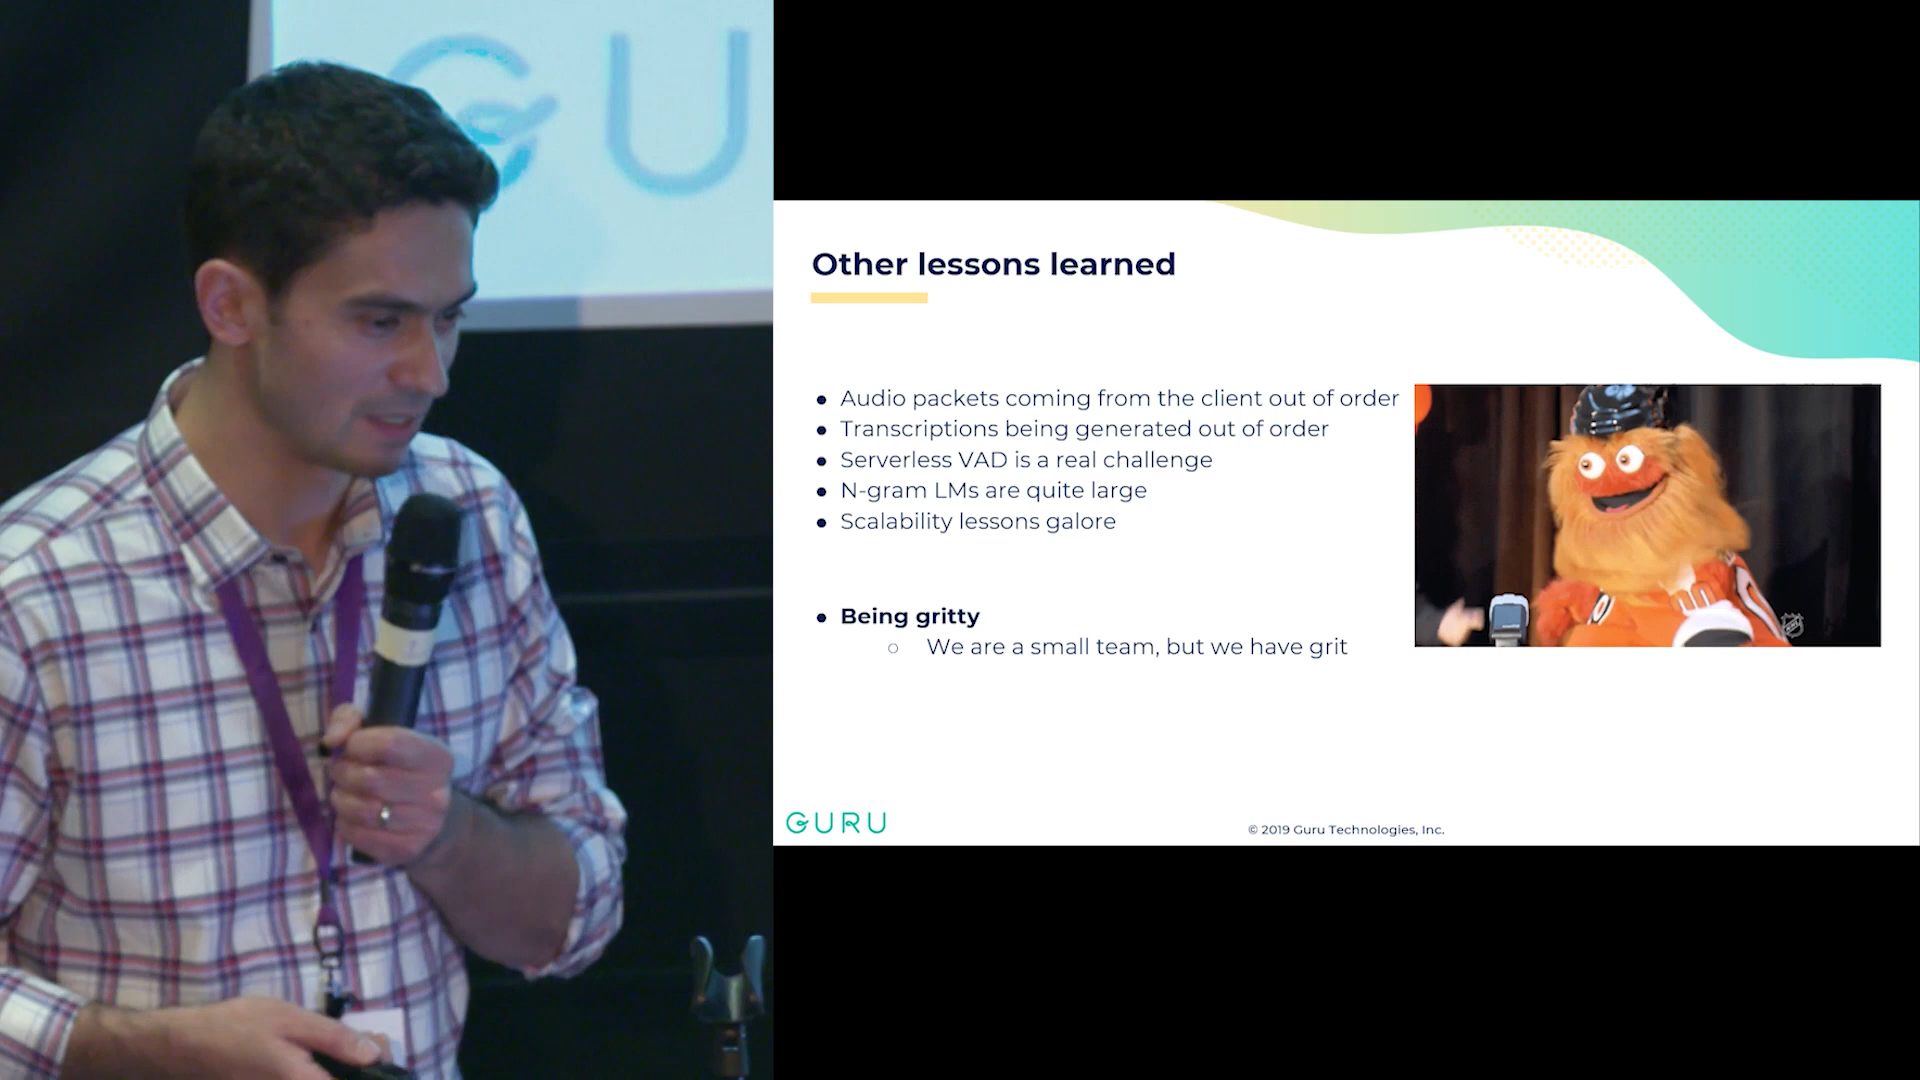 GU
Other lessons learned
● Audio packets coming from the client out of order
● Transcriptions being generated out of order
● Serverless VAD is a real challenge
● N-gram LMs are quite large
● Scalability lessons galore
● Being gritty
○ We are a small team, but we have grit
GURU
© 2019 Guru Technologies, Inc.